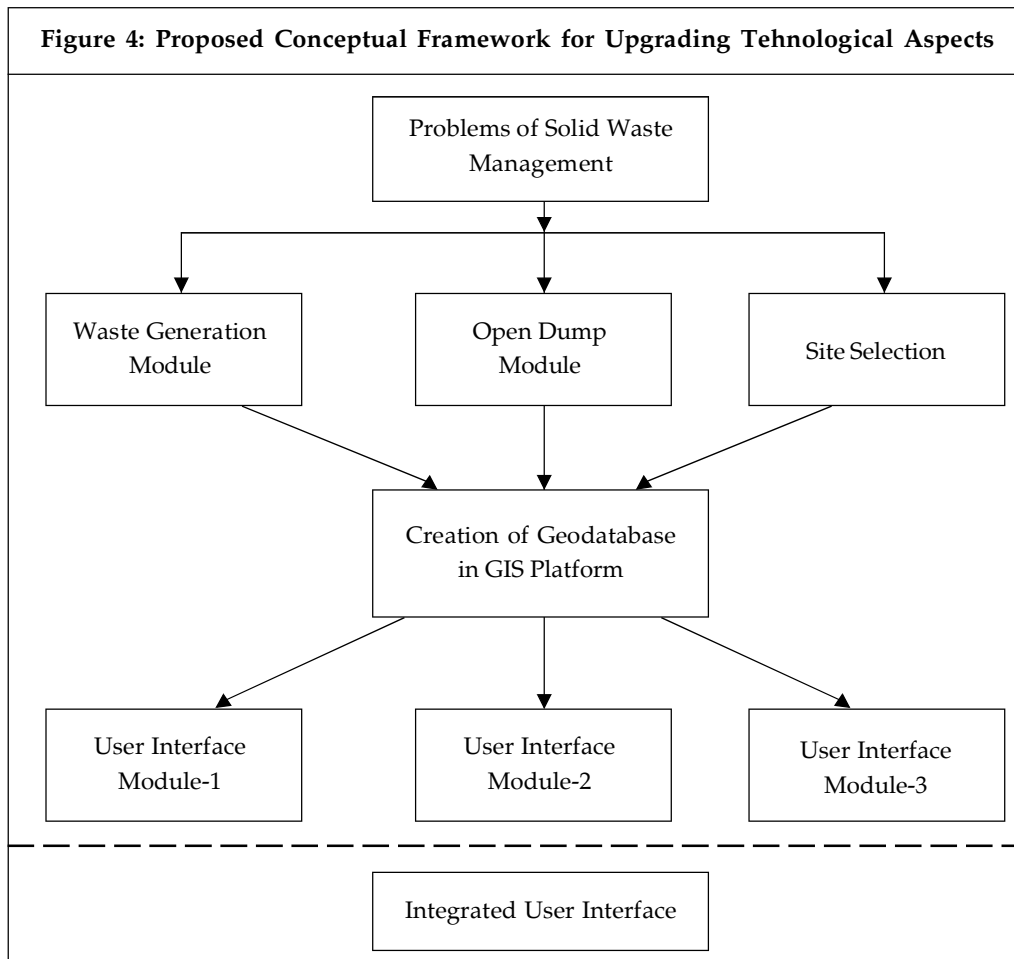 Figure 4: Proposed Conceptual Framework for Upgrading Tehnological Aspects
Problems of Solid Waste
Management
Waste Generation
Module
Open Dump
Module
Site Selection
Creation of Geodatabase
in GIS Platform
User Interface
Module-1
User Interface
Module-2
User Interface
Module-3
Integrated User Interface